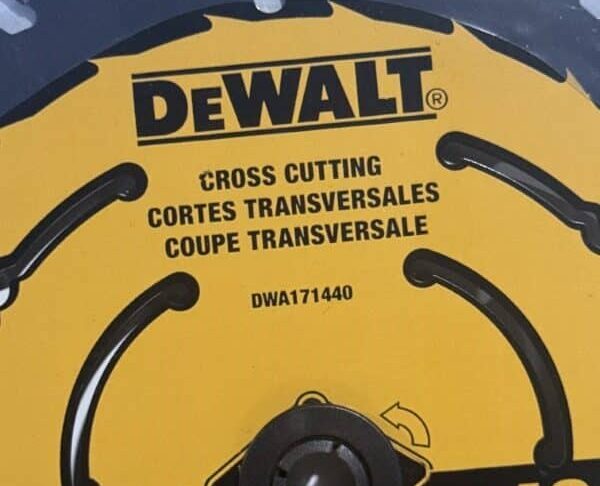 DEWALT®
CROSS CUTTING
CORTES TRANSVERSALES
COUPE TRANSVERSALE
DWA171440